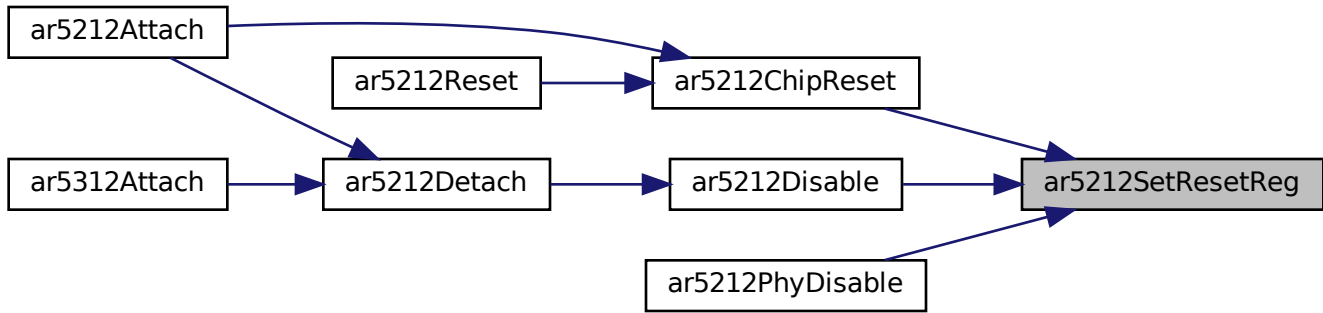 ar5212Attach
ar5212Reset
ar5212ChipReset
ar5312Attach
ar5212Detach
ar5212Disable
ar5212SetResetReg
ar5212PhyDisable